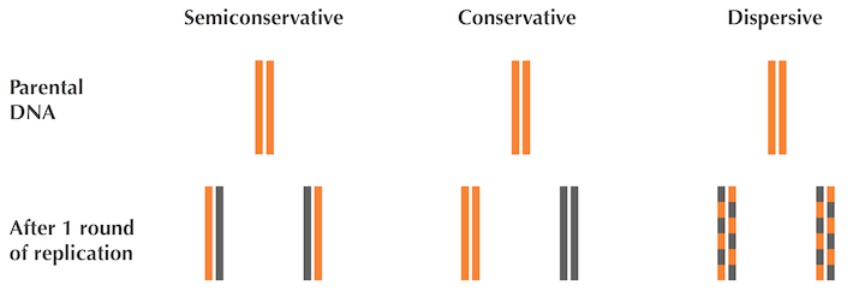 Semiconservative Conservative Dispersive
Parental
DNA
After 1 round
of replication